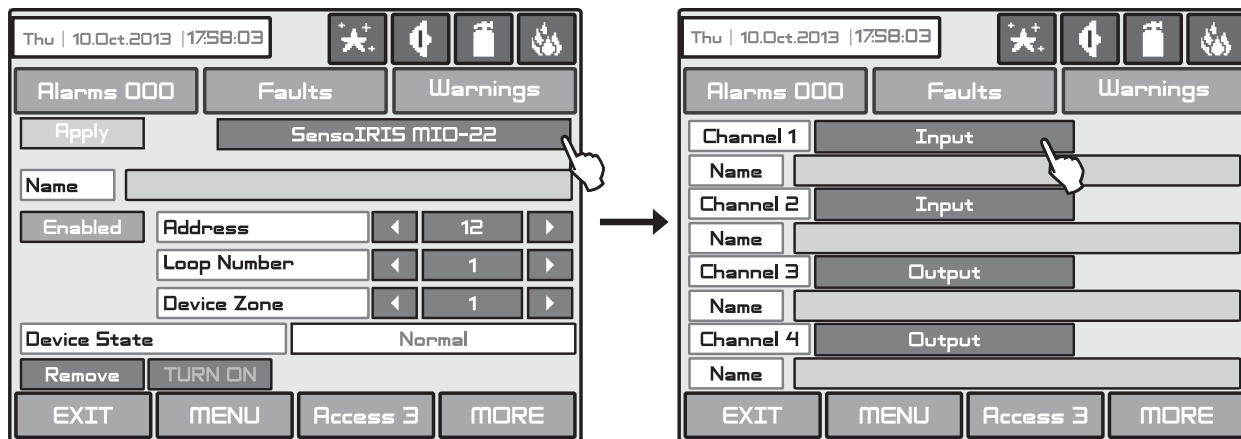 Thu | 10.Oct.2013 |17:58:03
Alarms 000 Faults Warnings
Apply SensoIRIS MIO-22
Name
Enabled Address 12
Loop Number 1
Device Zone 1
Device State Normal
Remove TURN ON
EXIT MENU Access 3 MORE
Thu | 10.Oct.2013 |17:58:03
Alarms 000 Faults Warnings
Channel 1 Input
Name
Channel 2 Input
Name
Channel 3 Output
Name
Channel 4 Output
Name
EXIT MENU Access 3 MORE